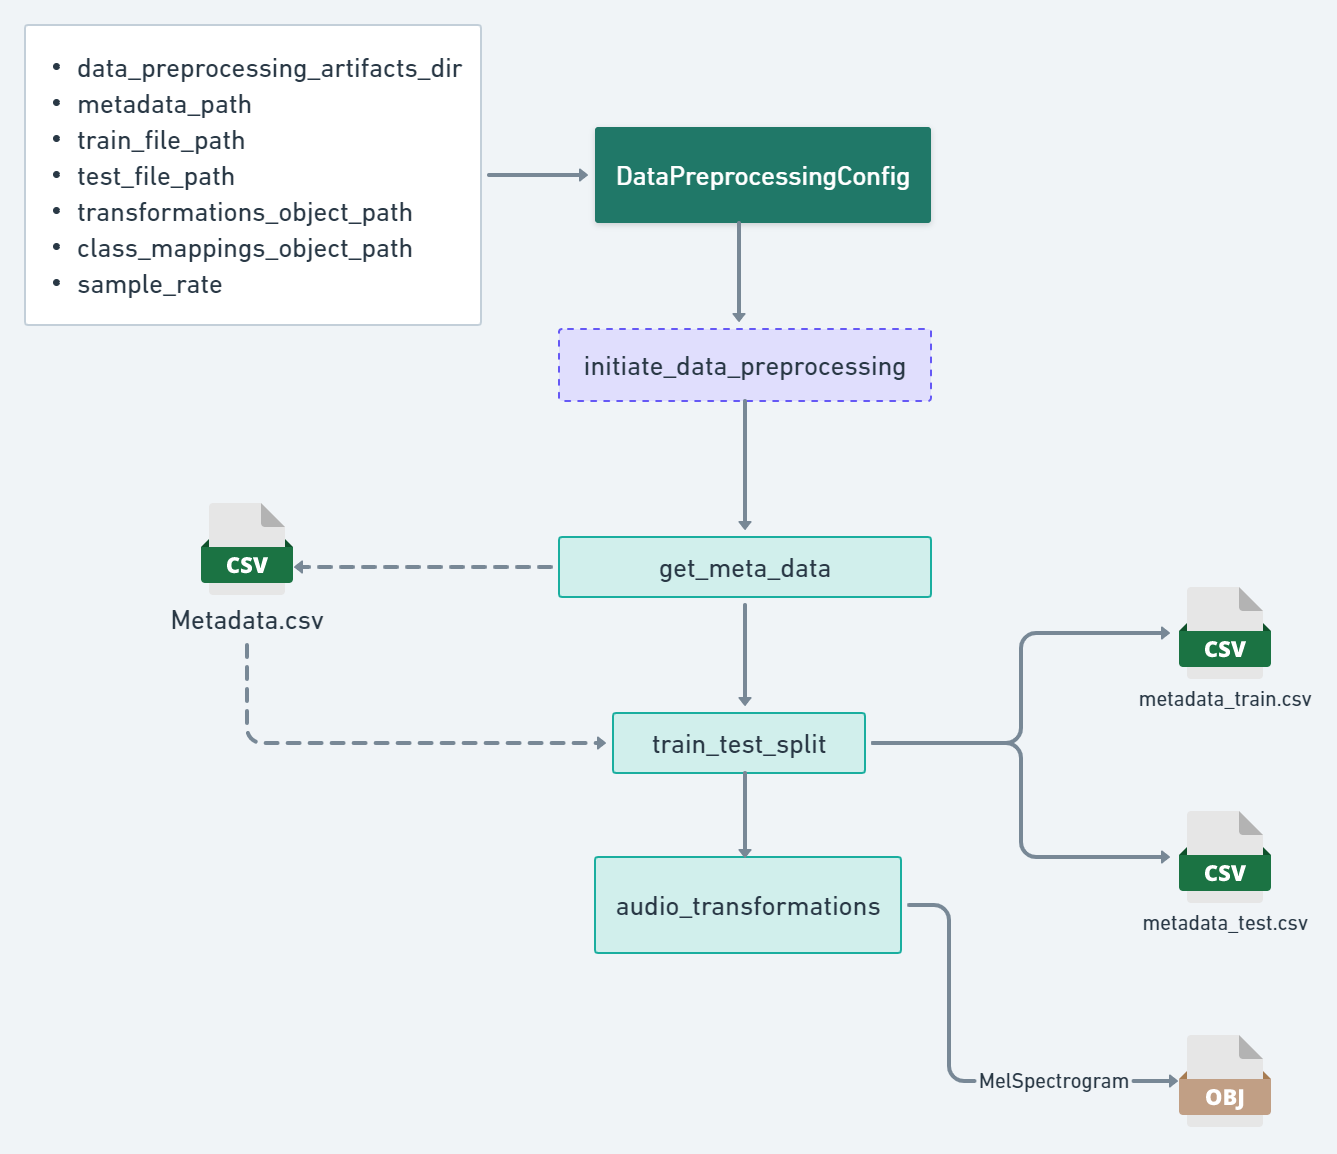 • data_preprocessing_artifacts_dir
• metadata_path
• train_file_path
• test_file_path
• transformations_object_path
• class_mappings_object_path
• sample_rate
DataPreprocessingConfig
initiate_data_preprocessing
CSV
Metadata.csv
get_meta_data
CSV
metadata_train.csv
train_test_split
CSV
metadata_test.csv
audio_transformations
MelSpectrogram
OBJ